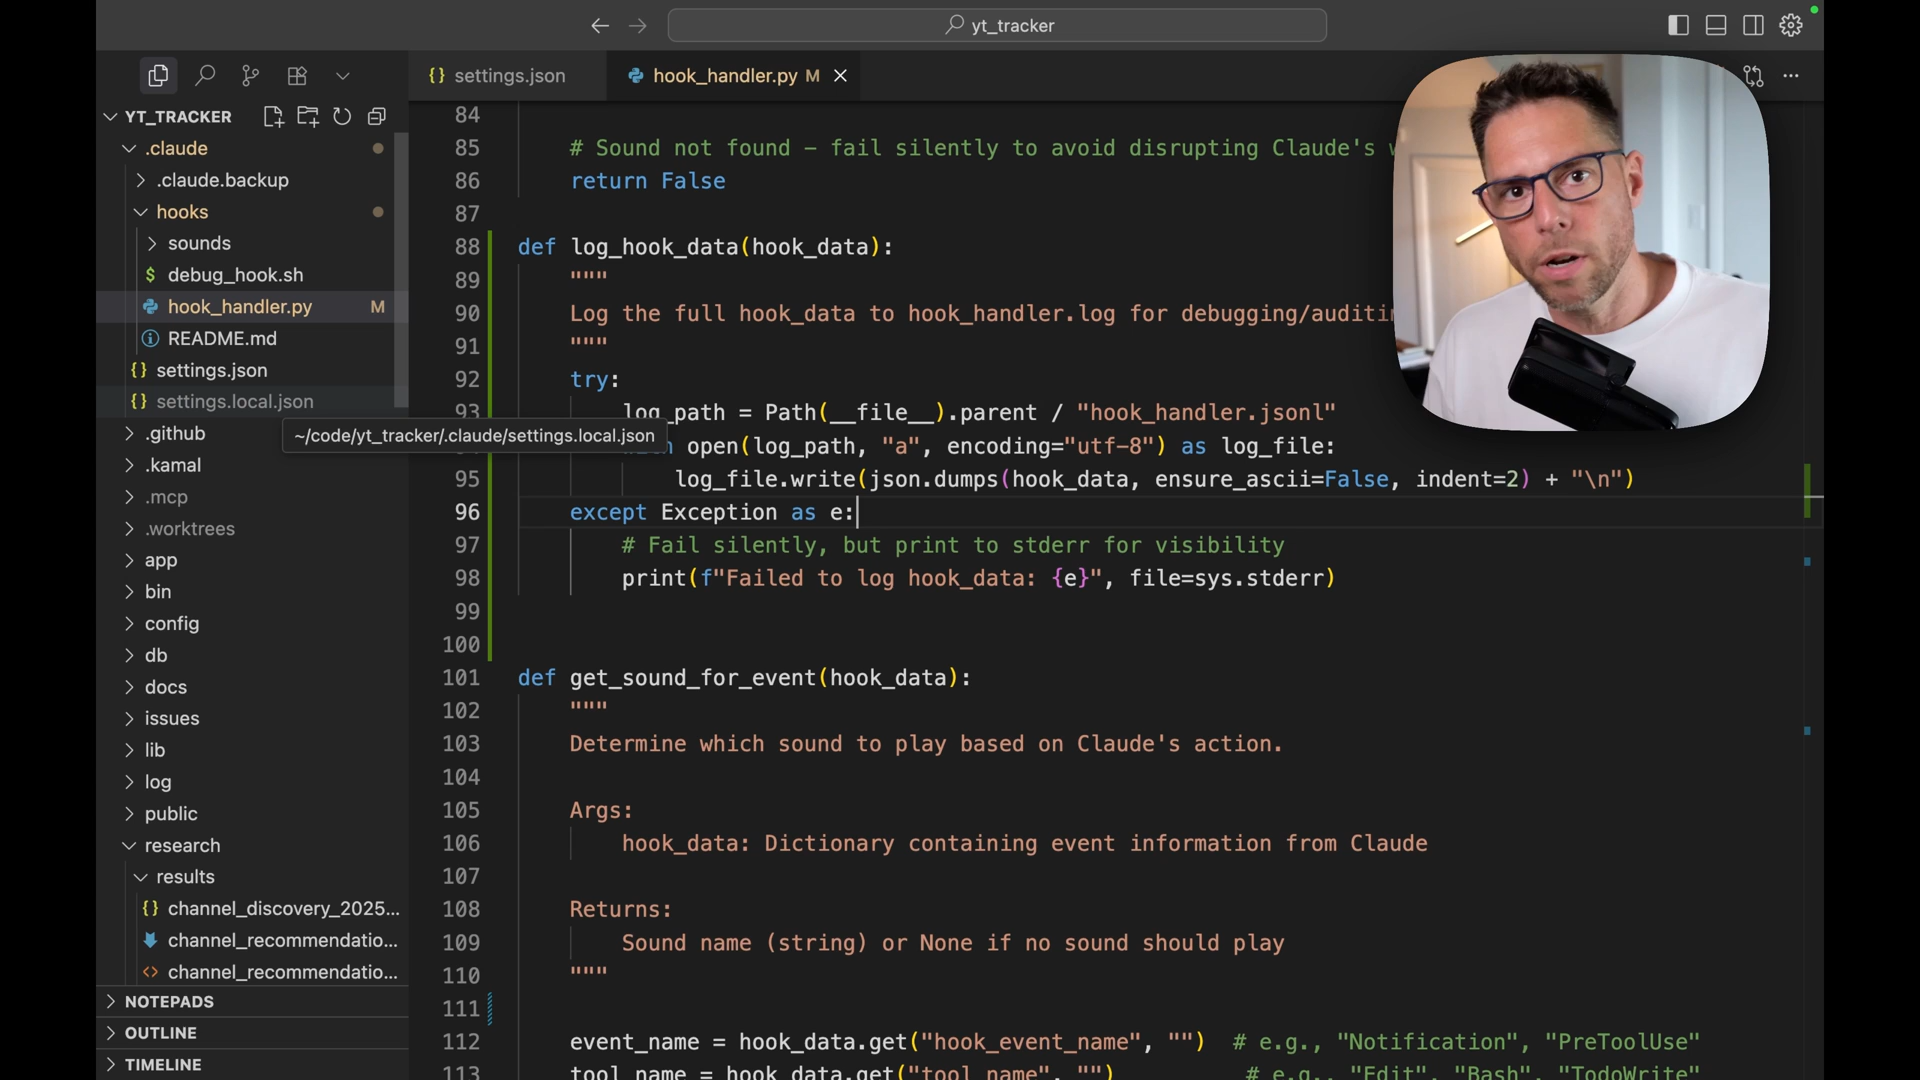 yt_tracker
settings.json
hook_handler.py M
YT_TRACKER
.claude
.claude.backup
hooks
sounds
$ debug_hook.sh
hook_handler.py M
README.md
{} settings.json
{} settings.local.json
.github
~/code/yt_tracker/.claude/settings.local.json
.kamal
.mcp
.worktrees
app
bin
config
db
docs
issues
lib
log
public
research
results
{} channel_discovery_2025...
channel_recommendatio...
<> channel_recommendatio...
NOTEPADS
OUTLINE
TIMELINE
84
85 # Sound not found – fail silently to avoid disrupting Claude's
86 return False
87
88 def log_hook_data(hook_data):
89 """
90 Log the full hook_data to hook_handler.log for debugging/auditin
91 """
92 try:
93 log_path = Path(__file__).parent / "hook_handler.jsonl"
open(log_path, "a", encoding="utf-8") as log_file:
95 log_file.write(json.dumps(hook_data, ensure_ascii=False, indent=2) + "\n")
96 except Exception as e:
97 # Fail silently, but print to stderr for visibility
98 print(f"Failed to log hook_data: {e}", file=sys.stderr)
99
100
101 def get_sound_for_event(hook_data):
102 """
103 Determine which sound to play based on Claude's action.
104
105 Args:
106 hook_data: Dictionary containing event information from Claude
107
108 Returns:
109 Sound name (string) or None if no sound should play
110 """
111
112 event_name = hook_data.get("hook_event_name", "") # e.g., "Notification", "PreToolUse"
113 tool_name = hook_data.get("tool_name", "") # e.g., "Edit", "Bash", "TodoWrite"